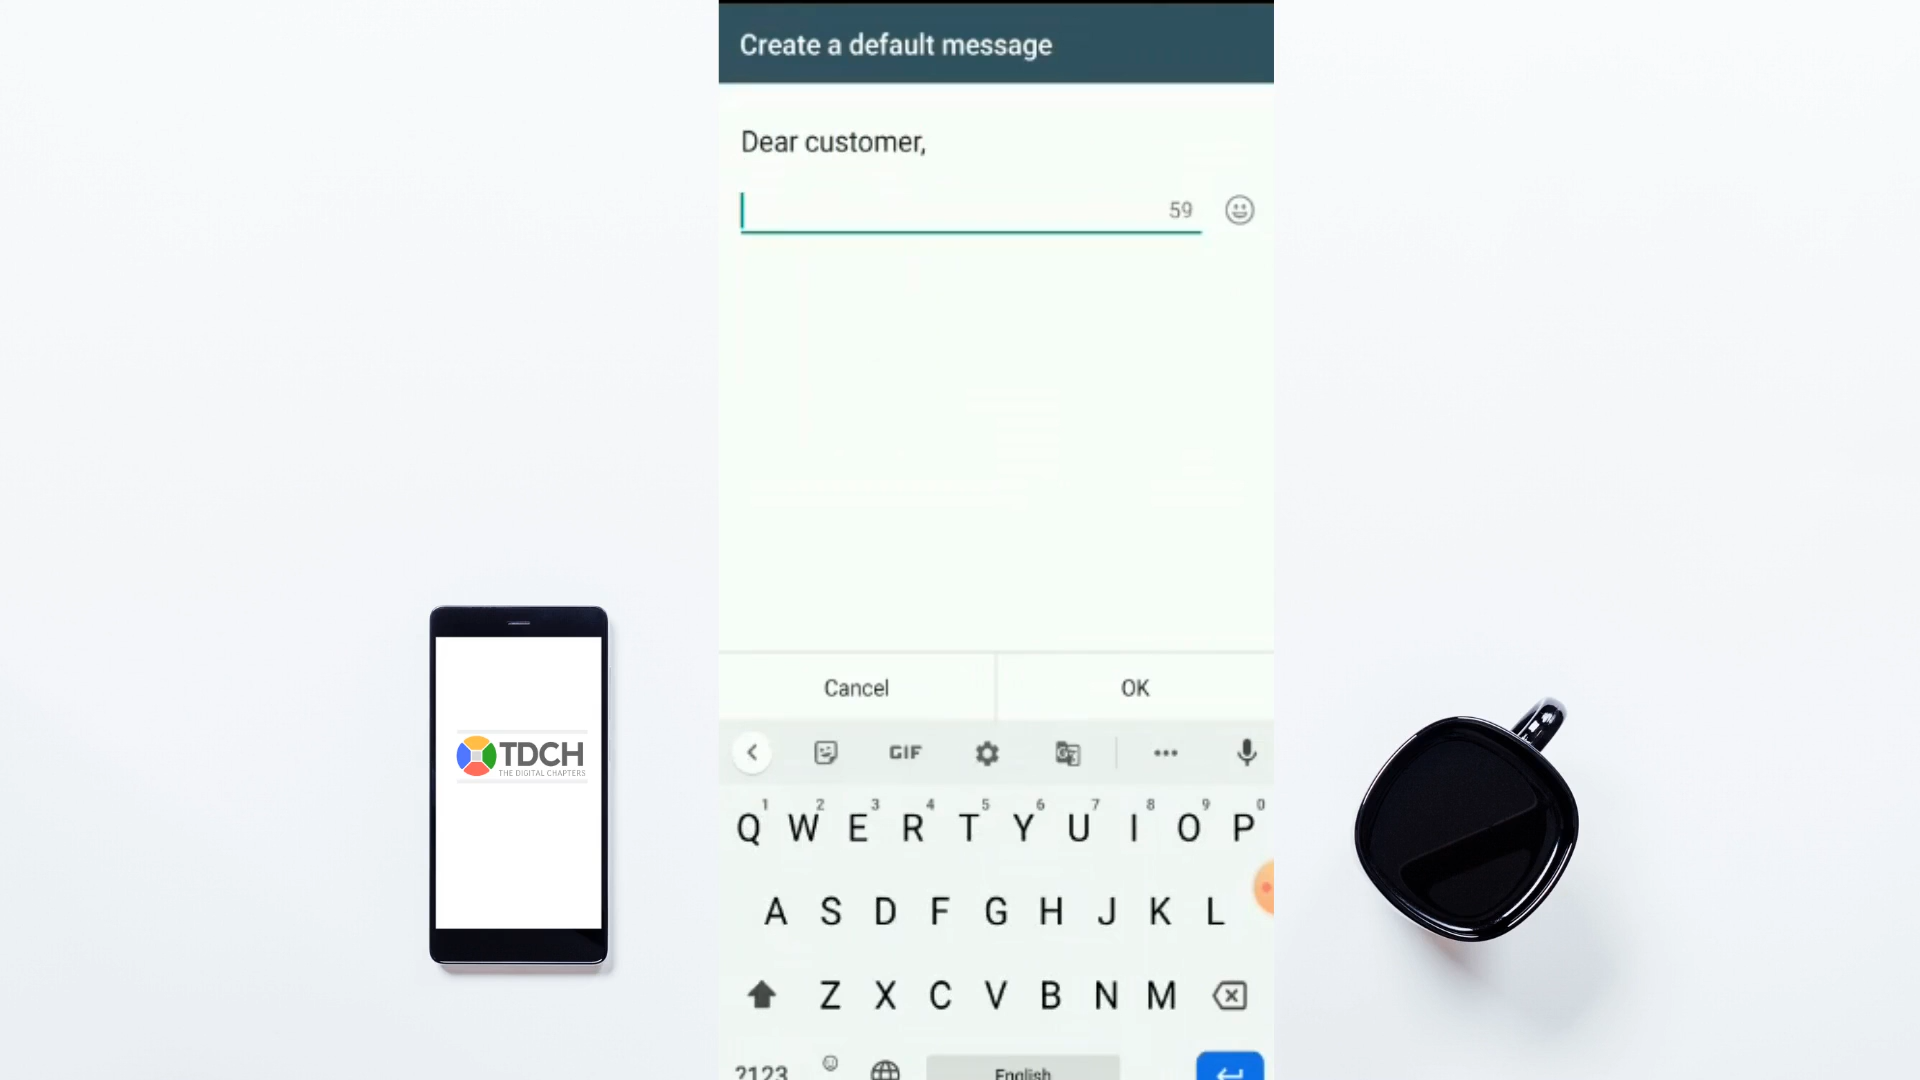 Create a default message
Dear customer,
59
Cancel
OK
GIF
1 2 3 4 5 6 7 8 9 0
Q W E R T Y U I O P
A S D F G H J K L
Z X C V B N M
?123
English
TDCH
THE DIGITAL CHAPTERS